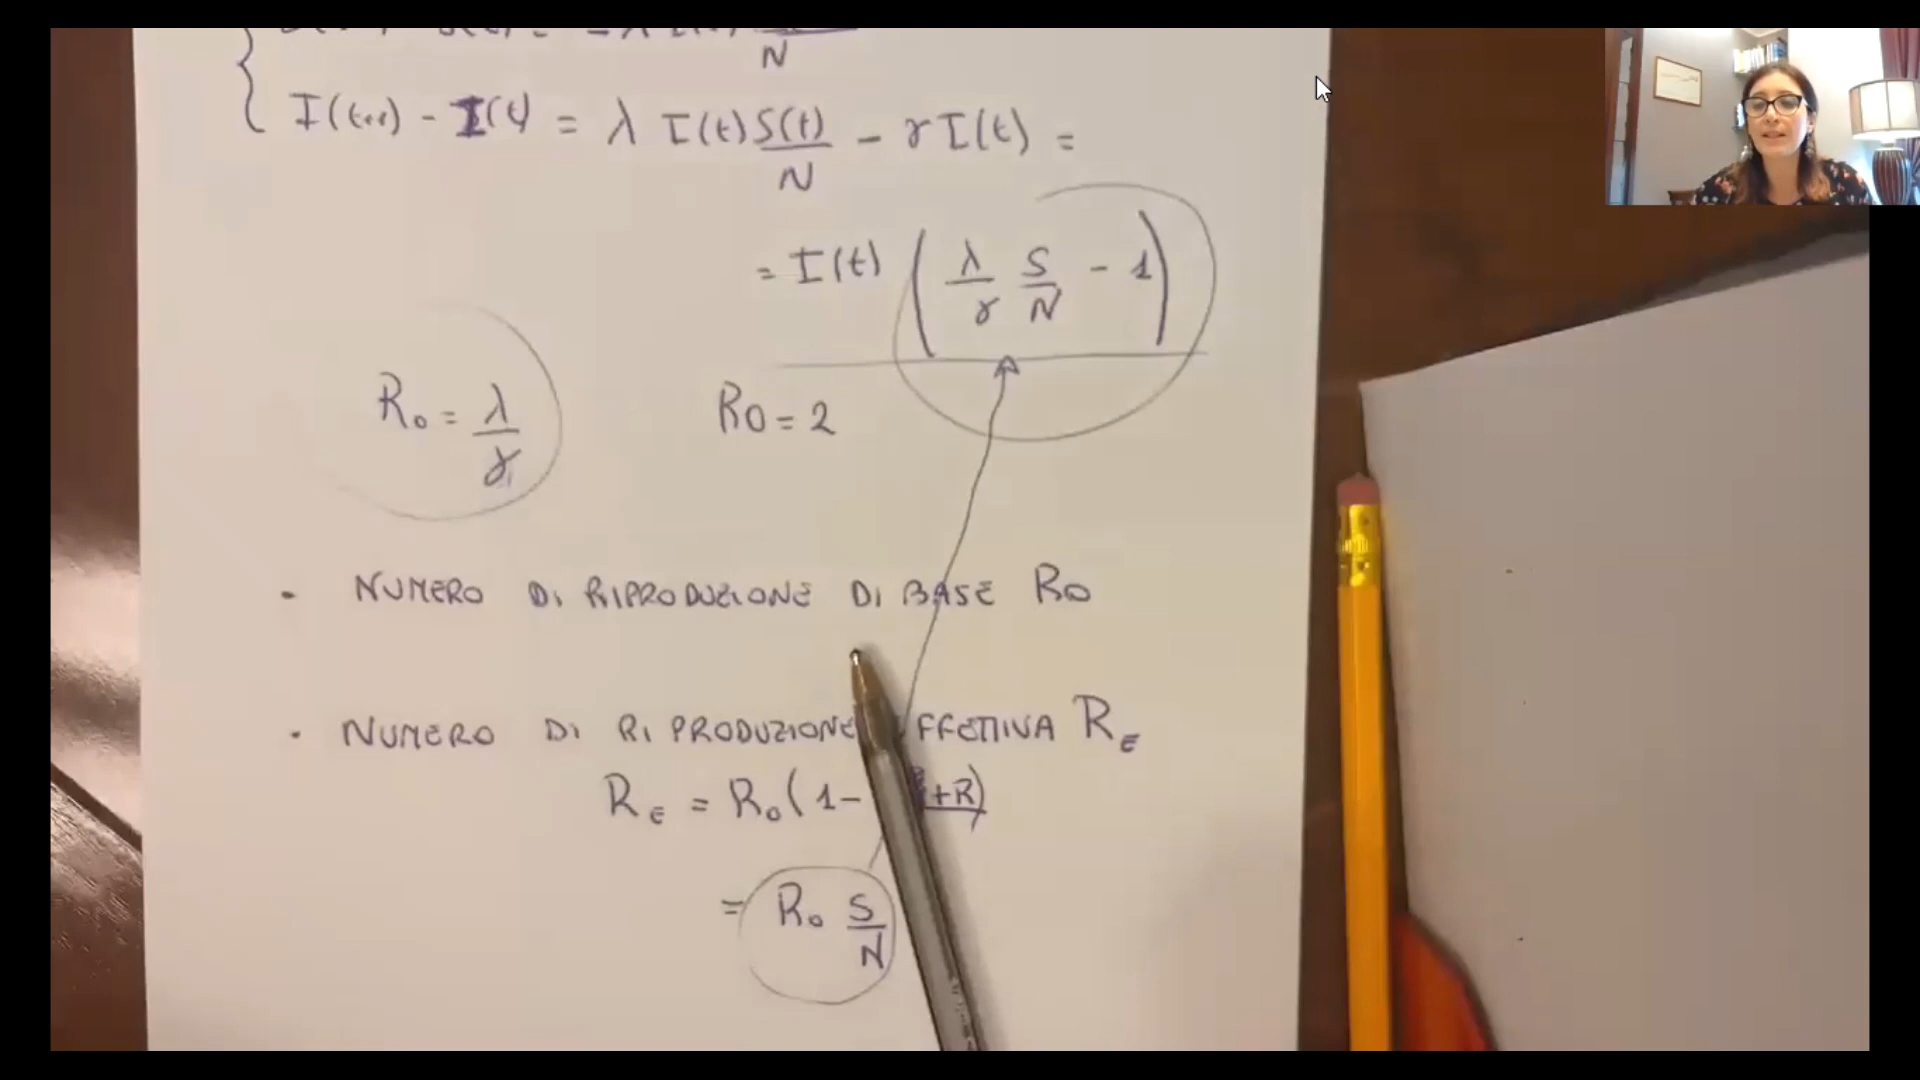 N
I(t+1) - I(t) = λ I(t) S(t)/N - γ I(t) =
= I(t) ( λ/γ S/N - 1 )
R₀ = λ/γ R0 = 2
· NUMERO DI RIPRODUZIONE DI BASE R0
· NUMERO DI RIPRODUZIONE FFETTIVA R_E
R_E = R₀ ( 1 - +R)
= R₀ S/N